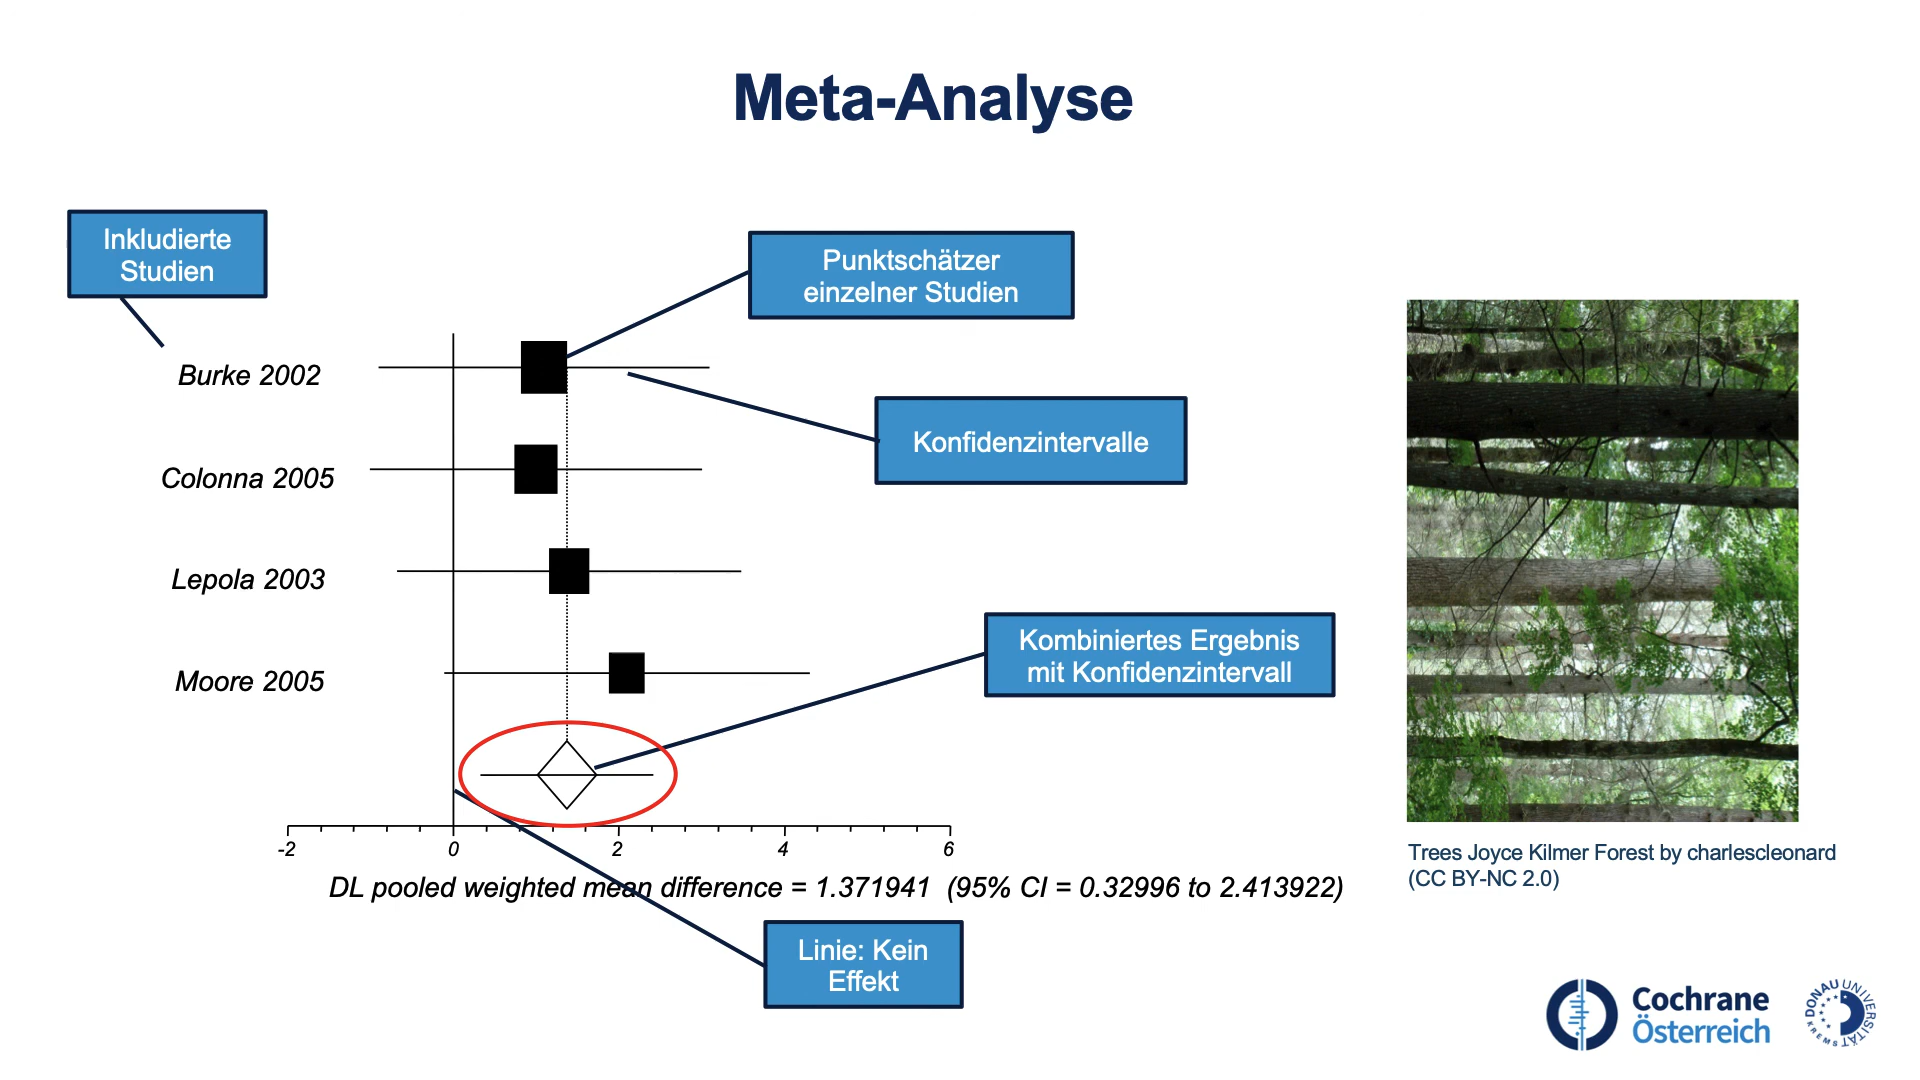 Meta-Analyse
Inkludierte
Studien
Punktschätzer
einzelner Studien
Burke 2002
Konfidenzintervalle
Colonna 2005
Lepola 2003
Kombiniertes Ergebnis
mit Konfidenzintervall
Moore 2005
-2 0 2 4 6
DL pooled weighted mean difference = 1.371941 (95% CI = 0.32996 to 2.413922)
Linie: Kein
Effekt
Trees Joyce Kilmer Forest by charlescleonard
(CC BY-NC 2.0)
Cochrane
Österreich
DONAU UNIVERSITÄT
KREMS